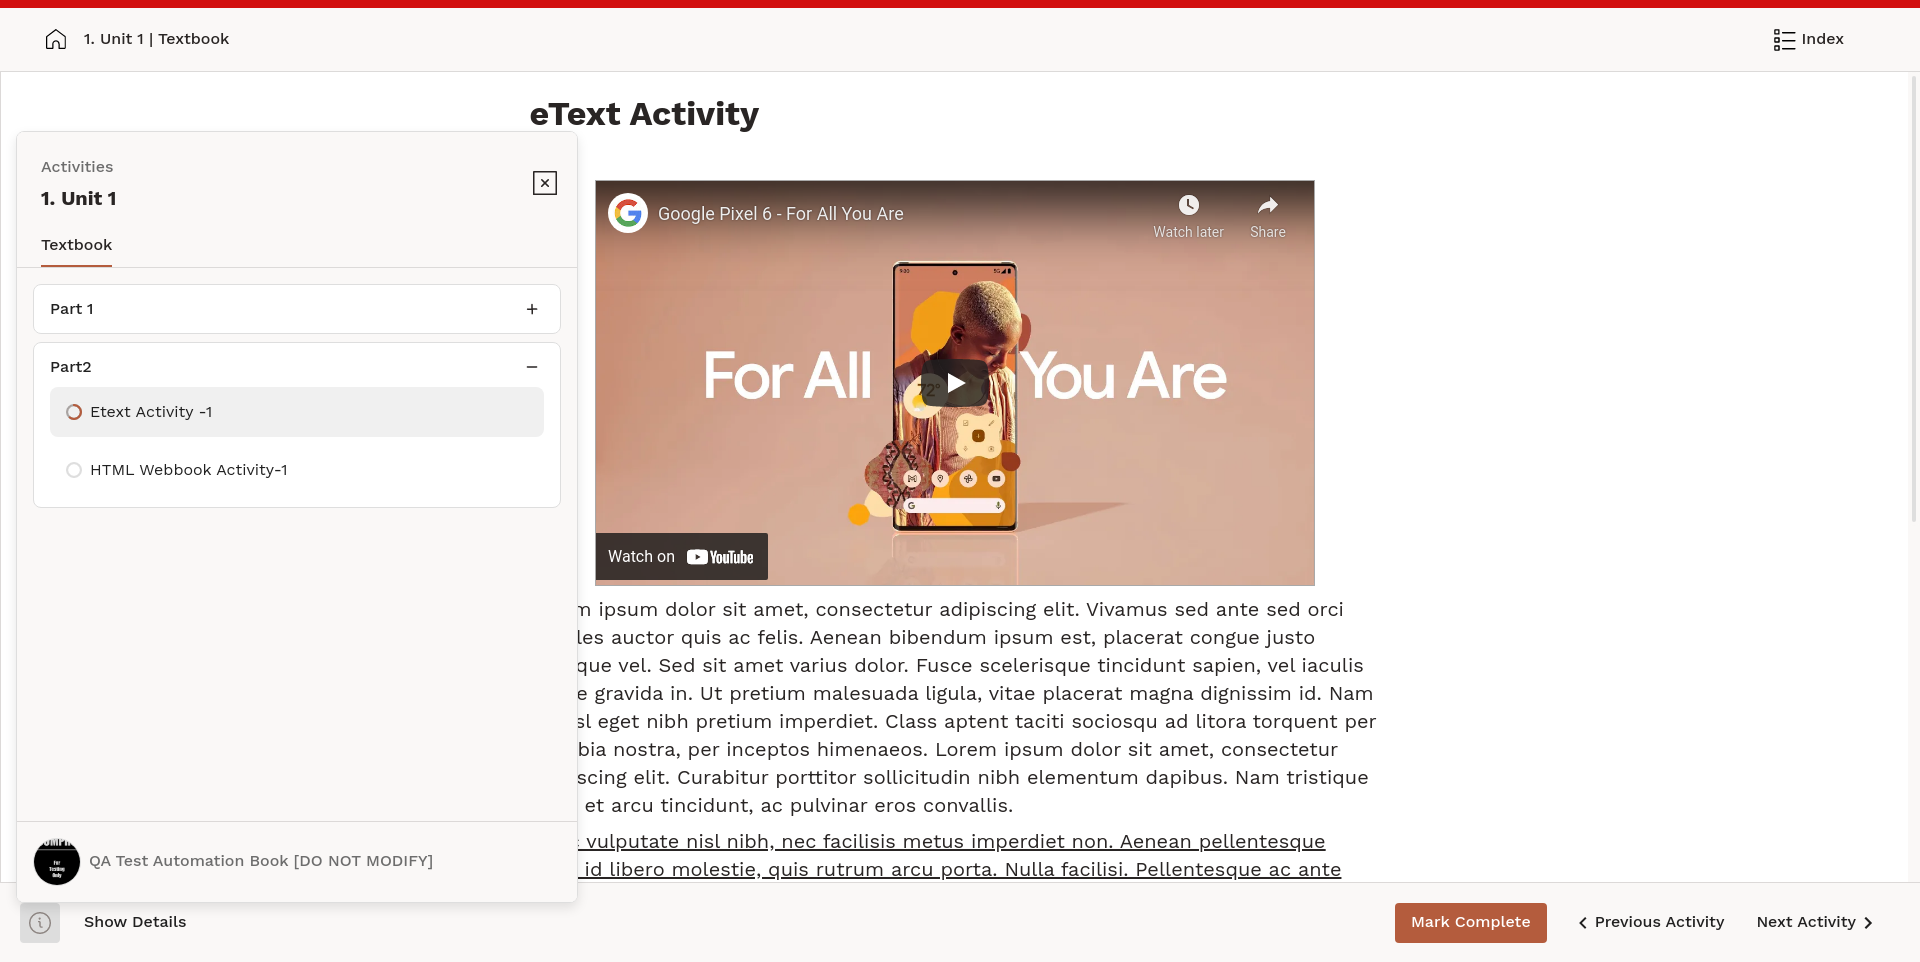 1. Unit 1 | Textbook
Index
eText Activity
Activities
1. Unit 1
Textbook
Part 1
Part2
Etext Activity -1
HTML Webbook Activity-1
QA Test Automation Book [DO NOT MODIFY]
For
Testing
Only
Google Pixel 6 - For All You Are
Watch later
Share
9:00
5G
For All You Are
72°
Watch on YouTube
ipsum dolor sit amet, consectetur adipiscing elit. Vivamus sed ante sed orci
auctor quis ac felis. Aenean bibendum ipsum est, placerat congue justo
vel. Sed sit amet varius dolor. Fusce scelerisque tincidunt sapien, vel iaculis
gravida in. Ut pretium malesuada ligula, vitae placerat magna dignissim id. Nam
eget nibh pretium imperdiet. Class aptent taciti sociosqu ad litora torquent per
nostra, per inceptos himenaeos. Lorem ipsum dolor sit amet, consectetur
scing elit. Curabitur porttitor sollicitudin nibh elementum dapibus. Nam tristique
et arcu tincidunt, ac pulvinar eros convallis.
vulputate nisl nibh, nec facilisis metus imperdiet non. Aenean pellentesque
id libero molestie, quis rutrum arcu porta. Nulla facilisi. Pellentesque ac ante
Show Details
Mark Complete
Previous Activity
Next Activity